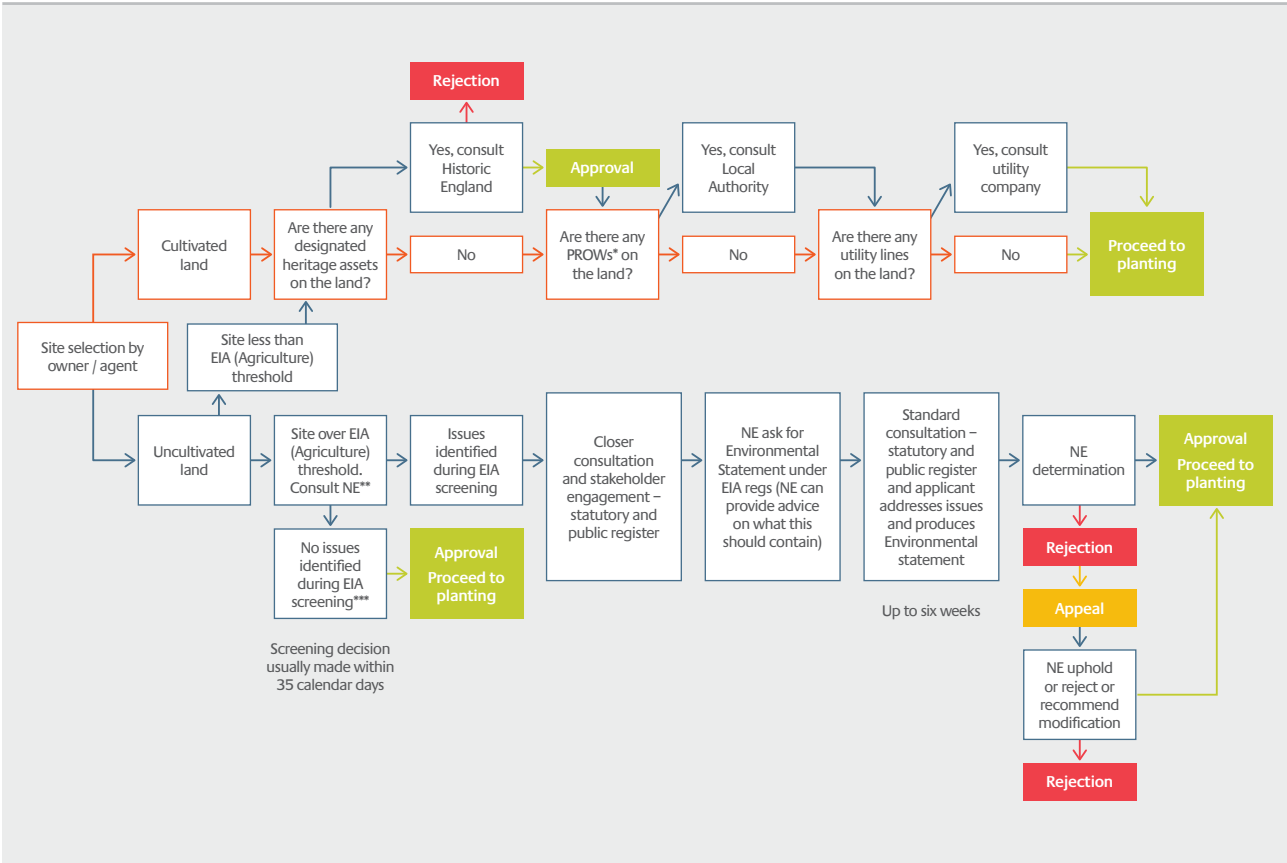 Rejection
Yes, consult
Historic
England
Approval
Yes, consult
Local
Authority
Yes, consult
utility
company
Cultivated
land
Are there any
designated
heritage assets
on the land?
No
Are there any
PROWs* on
the land?
No
Are there any
utility lines
on the land?
No
Proceed to
planting
Site selection by
owner / agent
Site less than
EIA (Agriculture)
threshold
Uncultivated
land
Site over EIA
(Agriculture)
threshold.
Consult NE**
Issues
identified
during EIA
screening
Closer
consultation
and stakeholder
engagement –
statutory and
public register
NE ask for
Environmental
Statement under
EIA regs (NE can
provide advice
on what this
should contain)
Standard
consultation –
statutory and
public register
and applicant
addresses issues
and produces
Environmental
statement
NE
determination
Approval
Proceed to
planting
No issues
identified
during EIA
screening***
Approval
Proceed to
planting
Screening decision
usually made within
35 calendar days
Up to six weeks
Rejection
Appeal
NE uphold
or reject or
recommend
modification
Rejection